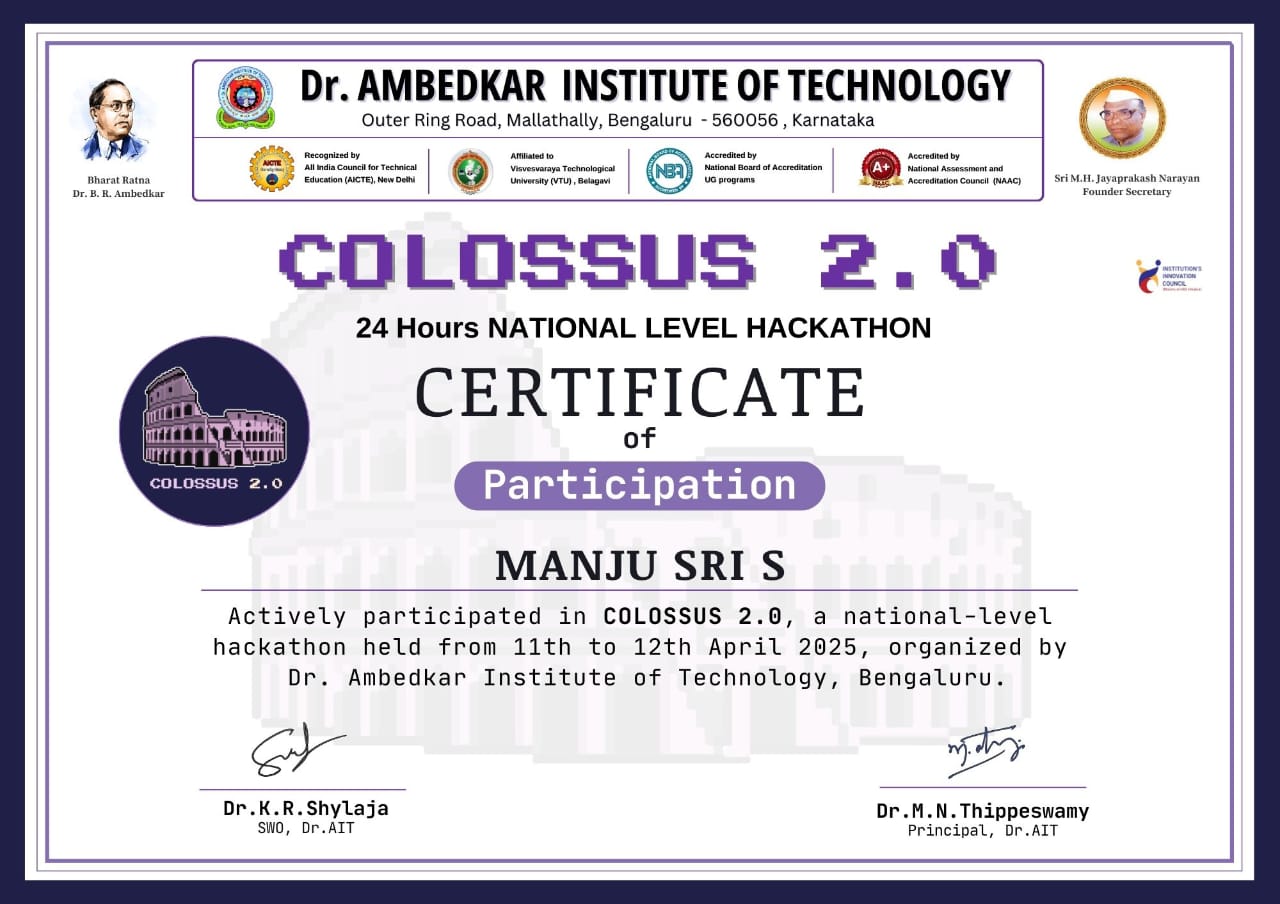 Dr. AMBEDKAR INSTITUTE OF TECHNOLOGY
Outer Ring Road, Mallathally, Bengaluru - 560056 , Karnataka
Bharat Ratna
Dr. B. R. Ambedkar
AICTE
Recognized by
All India Council for Technical
Education (AICTE), New Delhi
Affiliated to
Visvesvaraya Technological
University (VTU) , Belagavi
NBA
Accredited by
National Board of Accreditation
UG programs
A+
NAAC
Accredited by
National Assessment and
Accreditation Council (NAAC)
Sri M.H. Jayaprakash Narayan
Founder Secretary
COLOSSUS 2.0
INSTITUTION'S
INNOVATION
COUNCIL
24 Hours NATIONAL LEVEL HACKATHON
CERTIFICATE
of
Participation
COLOSSUS 2.0
MANJU SRI S
Actively participated in COLOSSUS 2.0, a national-level
hackathon held from 11th to 12th April 2025, organized by
Dr. Ambedkar Institute of Technology, Bengaluru.
Dr.K.R.Shylaja
SWO, Dr.AIT
Dr.M.N.Thippeswamy
Principal, Dr.AIT